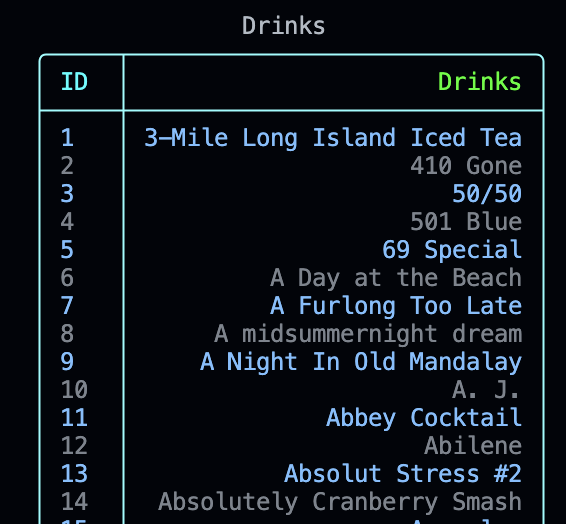 Drinks
ID Drinks
1 3-Mile Long Island Iced Tea
2 410 Gone
3 50/50
4 501 Blue
5 69 Special
6 A Day at the Beach
7 A Furlong Too Late
8 A midsummernight dream
9 A Night In Old Mandalay
10 A. J.
11 Abbey Cocktail
12 Abilene
13 Absolut Stress #2
14 Absolutely Cranberry Smash